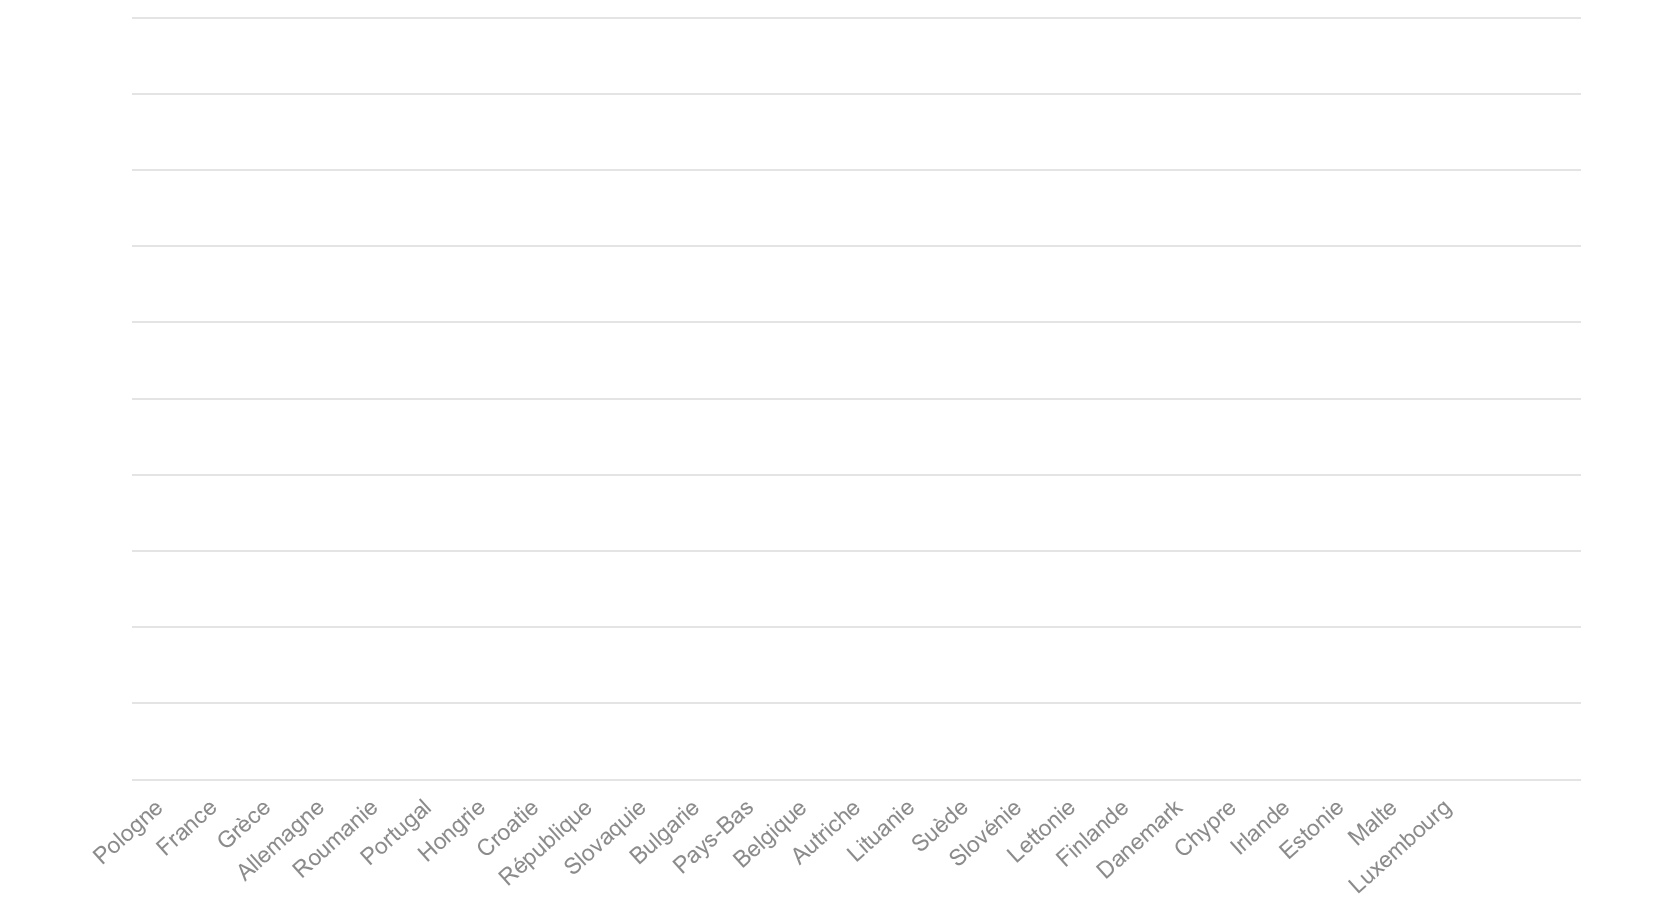 Pologne
France
Grèce
Allemagne
Roumanie
Portugal
Hongrie
Croatie
République
Slovaquie
Bulgarie
Pays-Bas
Belgique
Autriche
Lituanie
Suède
Slovénie
Lettonie
Finlande
Danemark
Chypre
Irlande
Estonie
Malte
Luxembourg